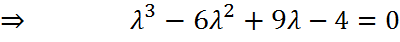 ⇒ λ³ − 6λ² + 9λ − 4 = 0